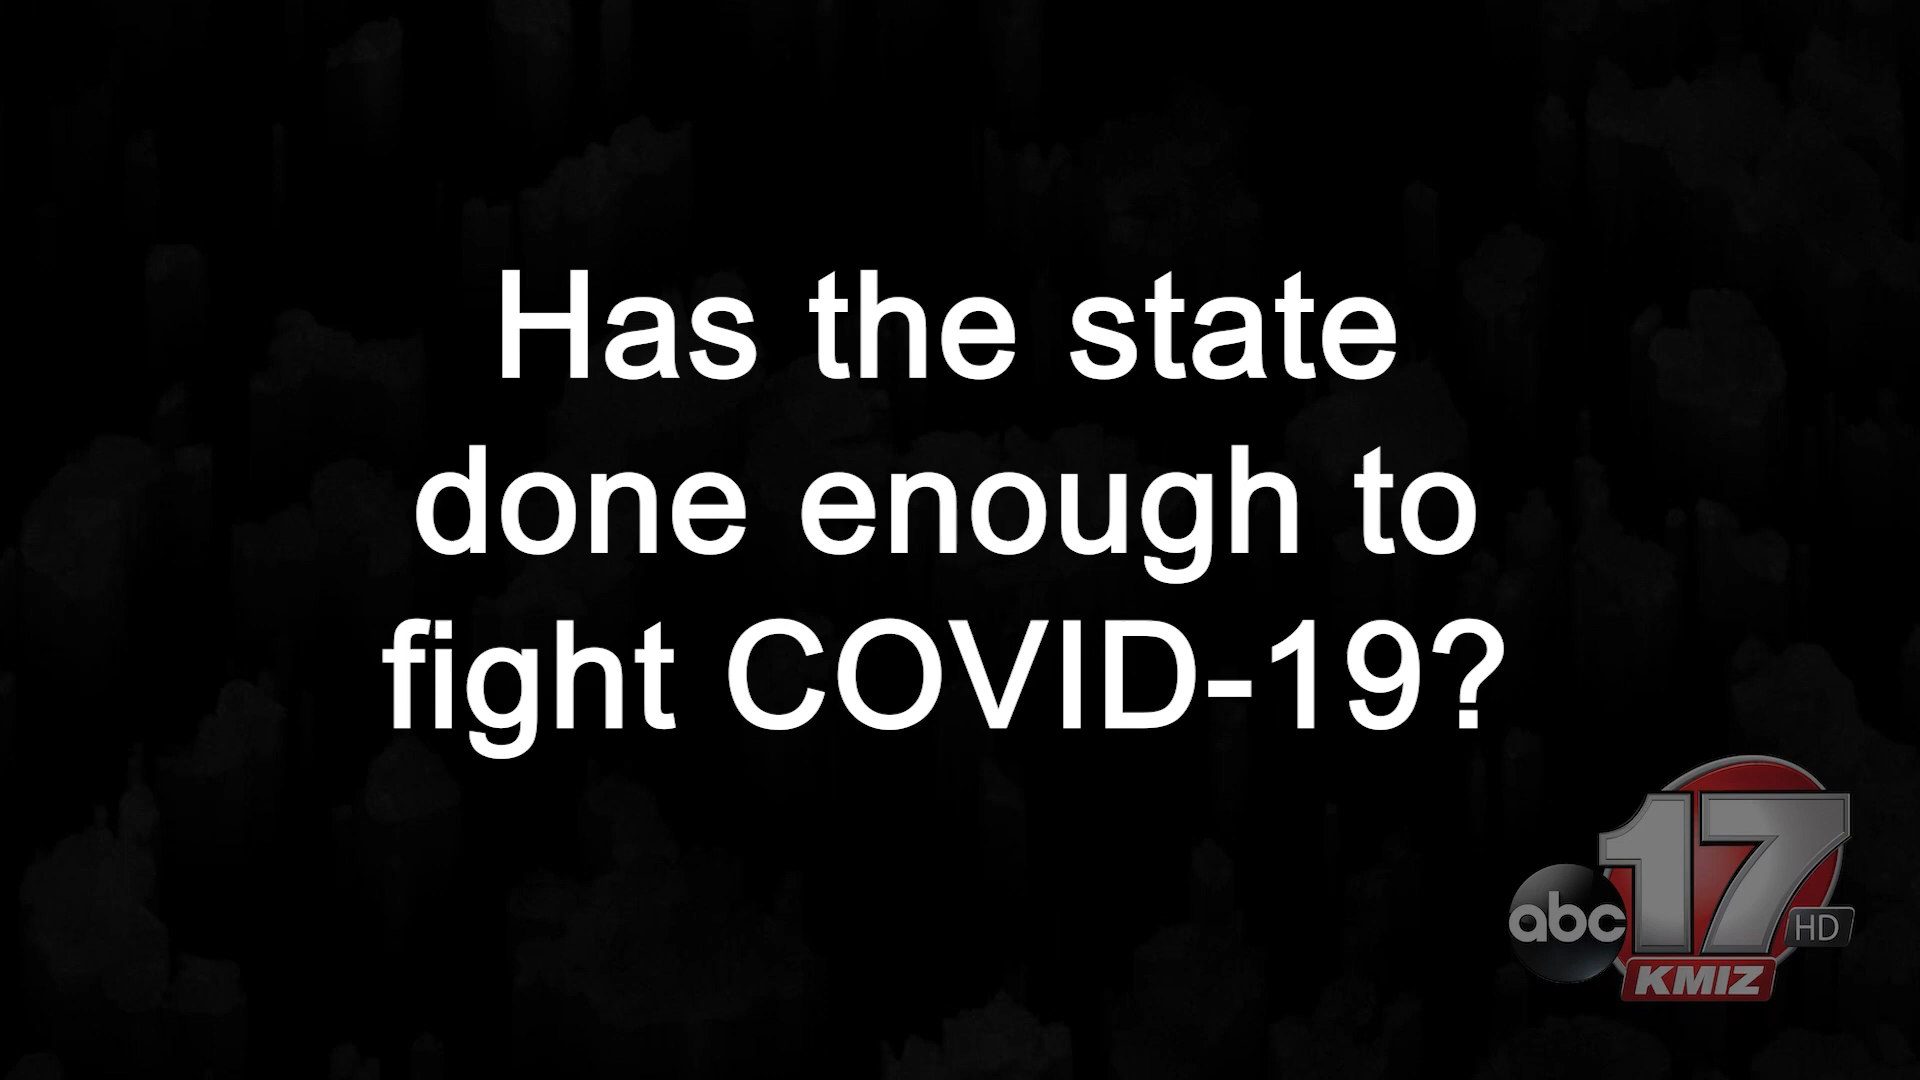 Has the state
done enough to
fight COVID-19?
abc 17 HD
KMIZ